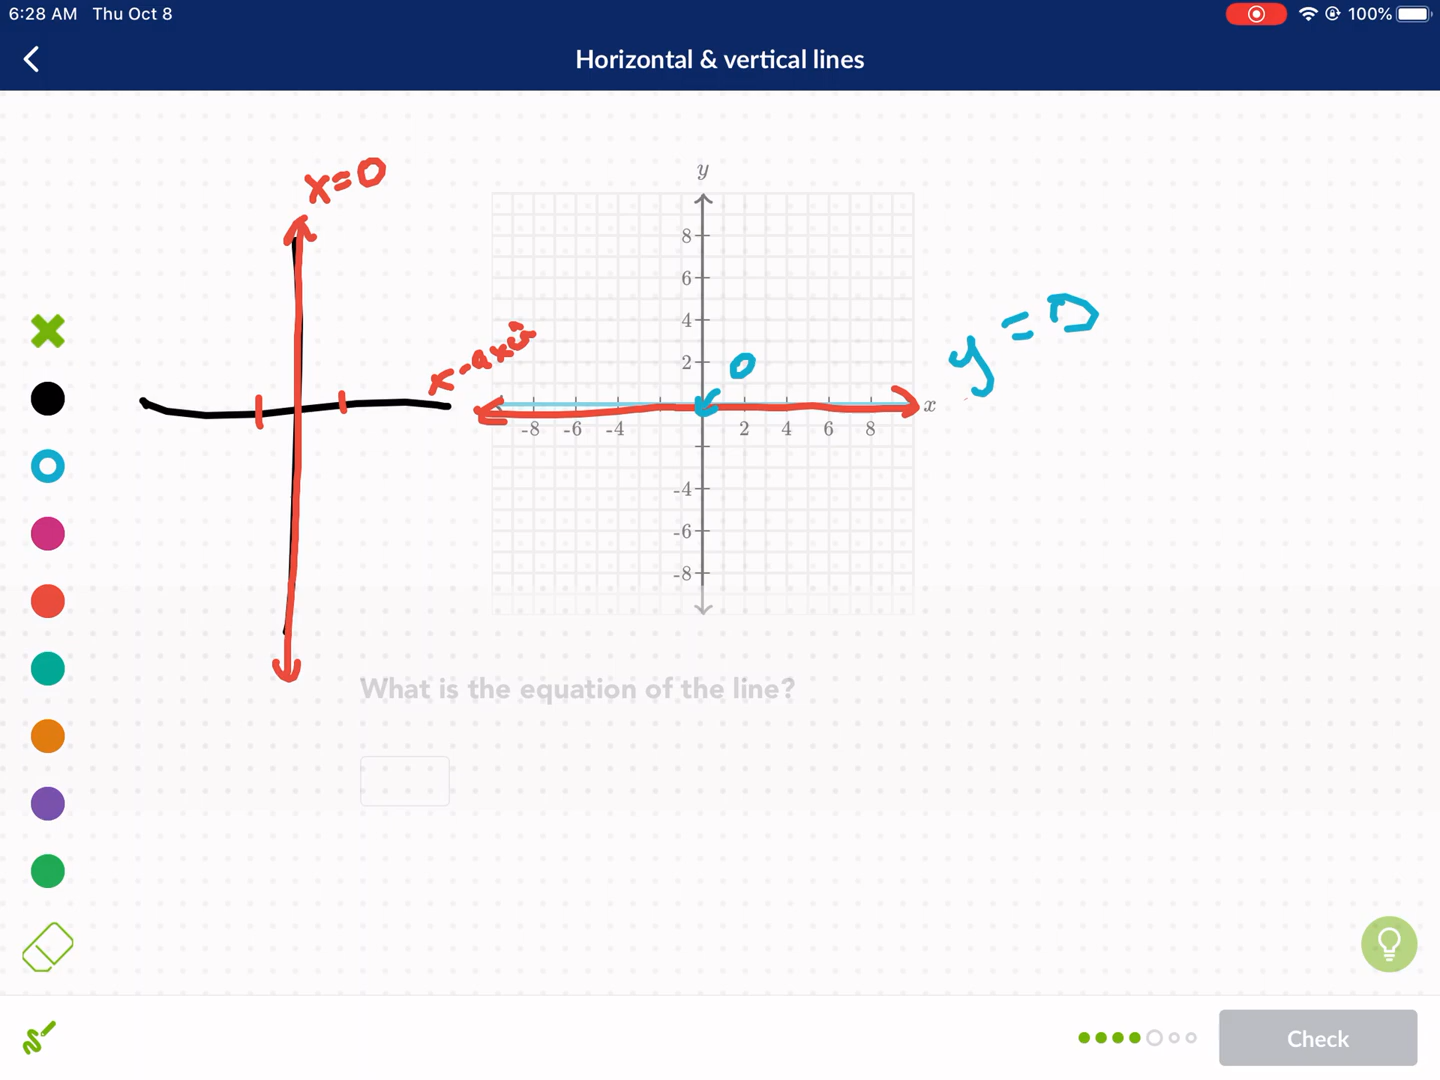 6:28 AM Thu Oct 8
100%
Horizontal & vertical lines
x=0
y
8
6
4
2
x-axis
0
y=0
x
-8 -6 -4 2 4 6 8
-4
-6
-8
What is the equation of the line?
Check